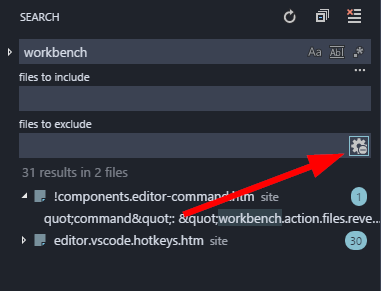 SEARCH
workbench Aa Ab| .*
...
files to include
files to exclude
31 results in 2 files
!components.editor-command.htm site 1
quot;command&quot;: &quot;workbench.action.files.reve...
editor.vscode.hotkeys.htm site 30